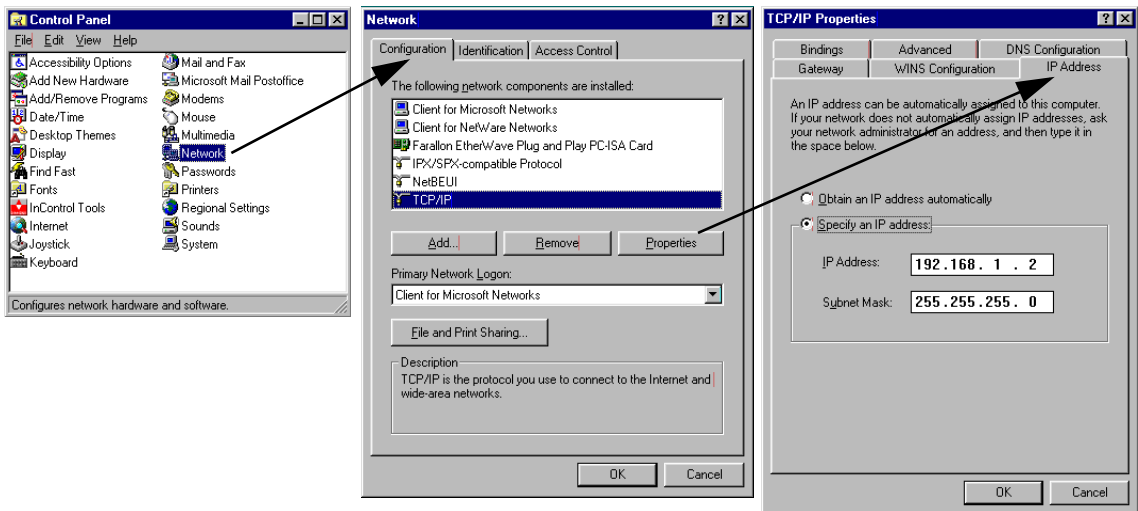 Control Panel
File Edit View Help
Accessibility Options
Add New Hardware
Add/Remove Programs
Date/Time
Desktop Themes
Display
Find Fast
Fonts
InControl Tools
Internet
Joystick
Keyboard
Mail and Fax
Microsoft Mail Postoffice
Modems
Mouse
Multimedia
Network
Passwords
Printers
Regional Settings
Sounds
System
Configures network hardware and software.
Network
Configuration Identification Access Control
The following network components are installed:
Client for Microsoft Networks
Client for NetWare Networks
Farallon EtherWave Plug and Play PC-ISA Card
IPX/SPX-compatible Protocol
NetBEUI
TCP/IP
Add... Remove Properties
Primary Network Logon:
Client for Microsoft Networks
File and Print Sharing...
Description
TCP/IP is the protocol you use to connect to the Internet and
wide-area networks.
OK Cancel
TCP/IP Properties
Bindings Advanced DNS Configuration
Gateway WINS Configuration IP Address
An IP address can be automatically assigned to this computer.
If your network does not automatically assign IP addresses, ask
your network administrator for an address, and then type it in
the space below.
Obtain an IP address automatically
Specify an IP address:
IP Address: 192.168. 1 . 2
Subnet Mask: 255.255.255. 0
OK Cancel